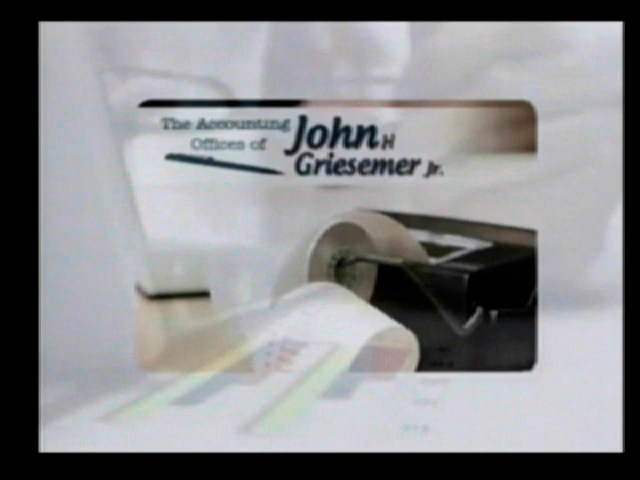 The Accounting
Offices of
John H
Griesemer Jr.